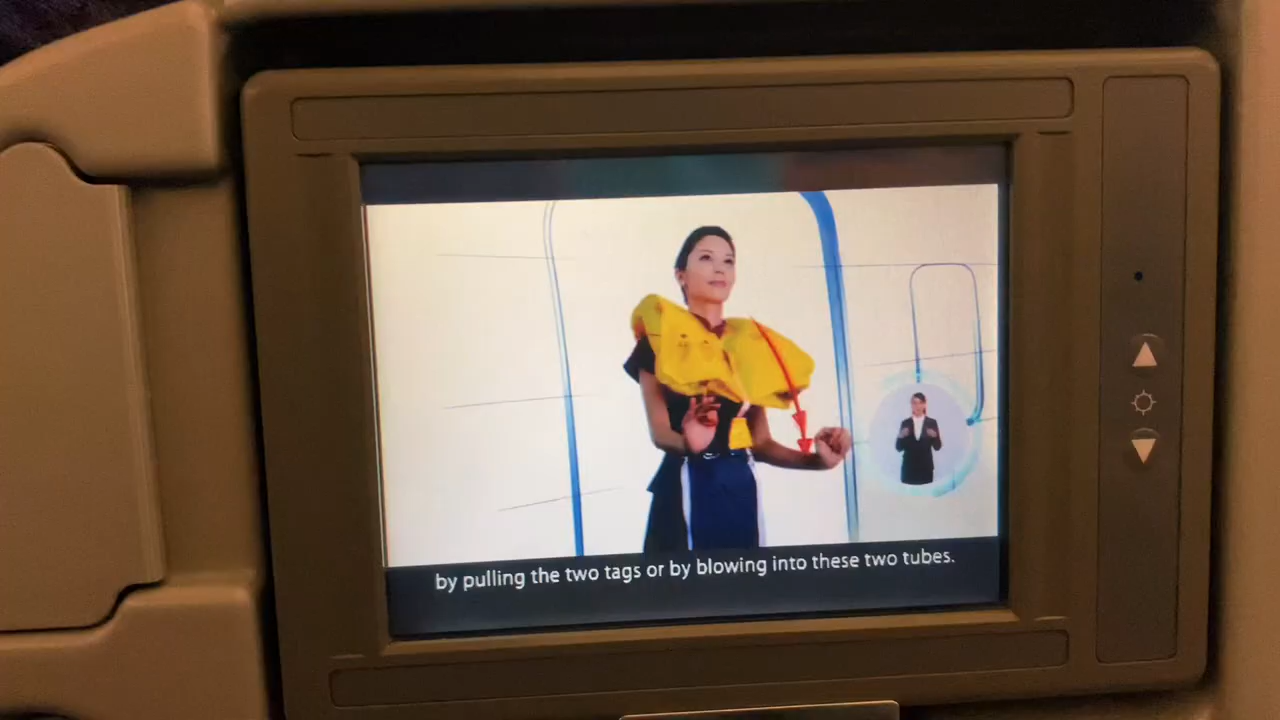 by pulling the two tags or by blowing into these two tubes.